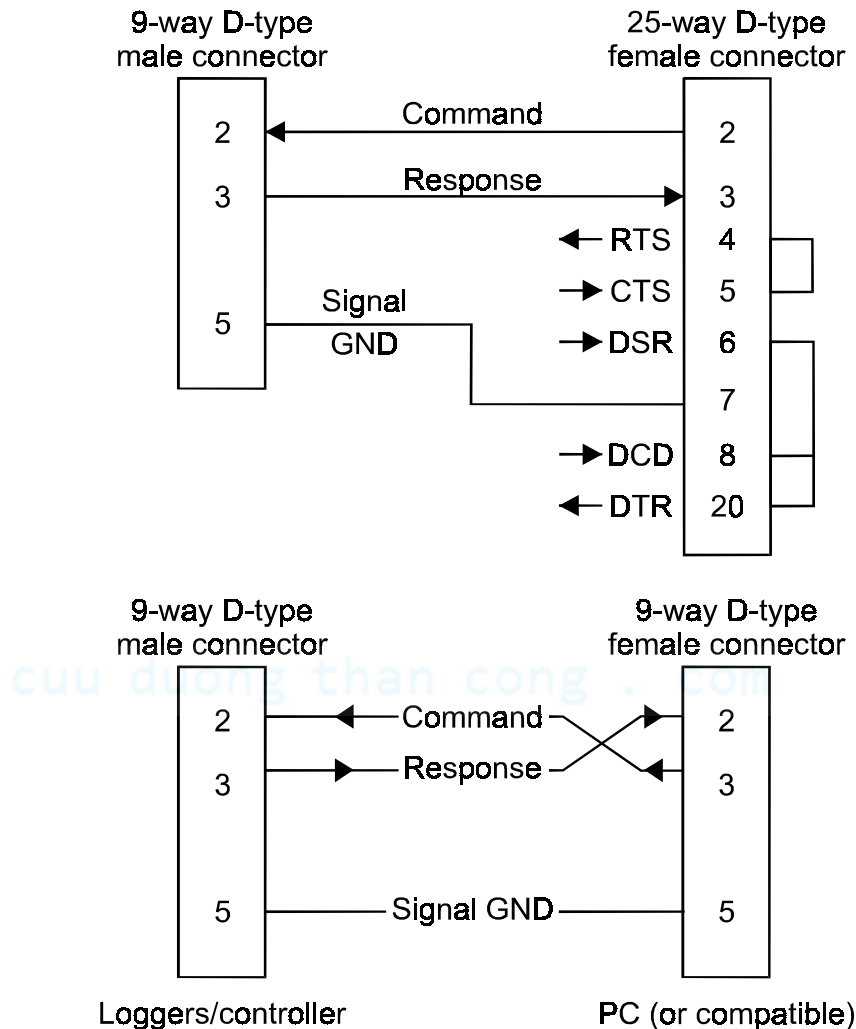 9-way D-type
male connector
25-way D-type
female connector
2
Command
2
3
Response
3
RTS
4
CTS
5
5
Signal
GND
DSR
6
7
DCD
8
DTR
20
9-way D-type
male connector
9-way D-type
female connector
cuu duong than cong . com
2
Command
2
3
Response
3
5
Signal GND
5
Loggers/controller
PC (or compatible)